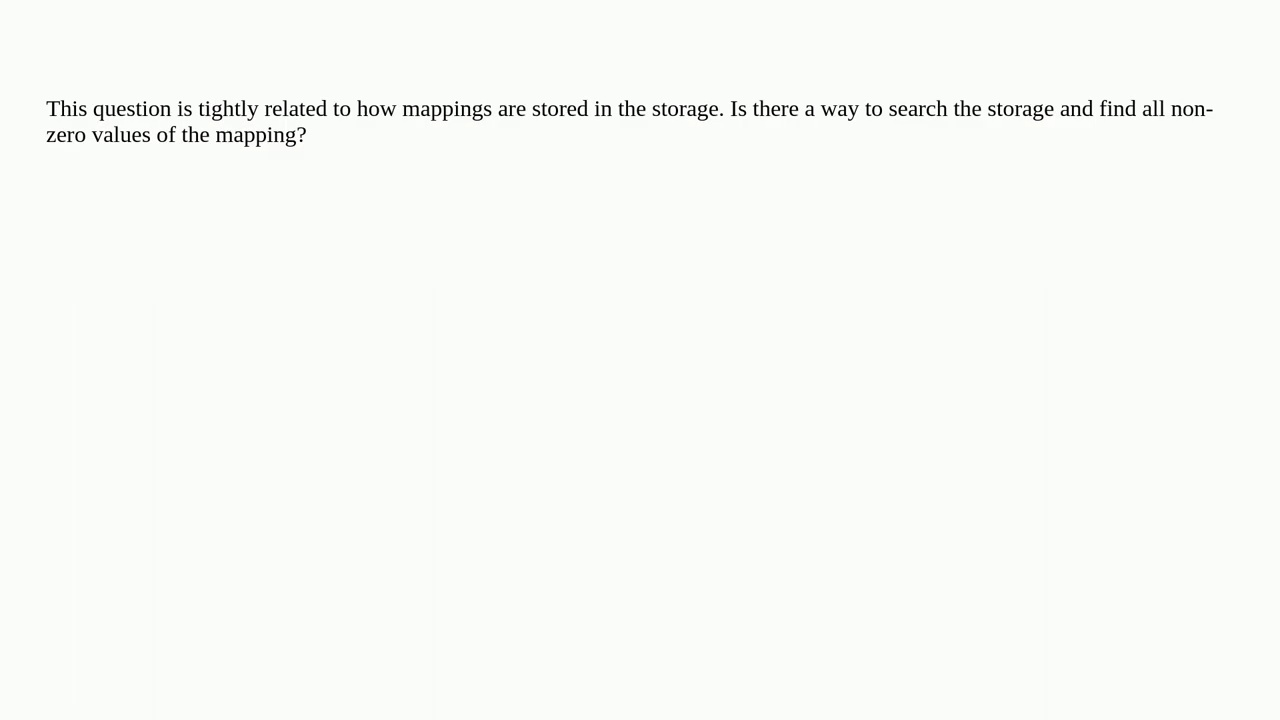 This question is tightly related to how mappings are stored in the storage. Is there a way to search the storage and find all non-
zero values of the mapping?